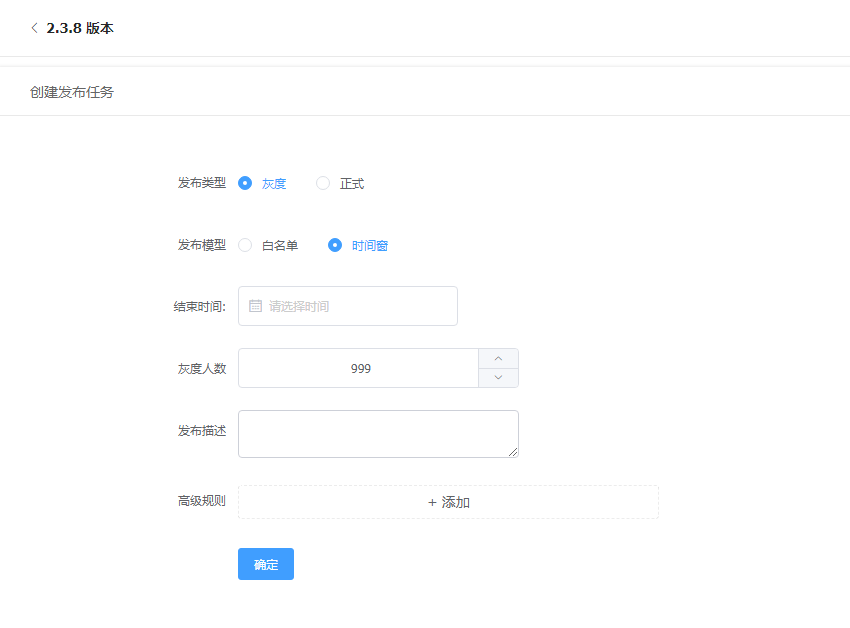 2.3.8 版本
创建发布任务
发布类型 灰度 正式
发布模型 白名单 时间窗
结束时间: 请选择时间
灰度人数 999
发布描述
高级规则 + 添加
确定